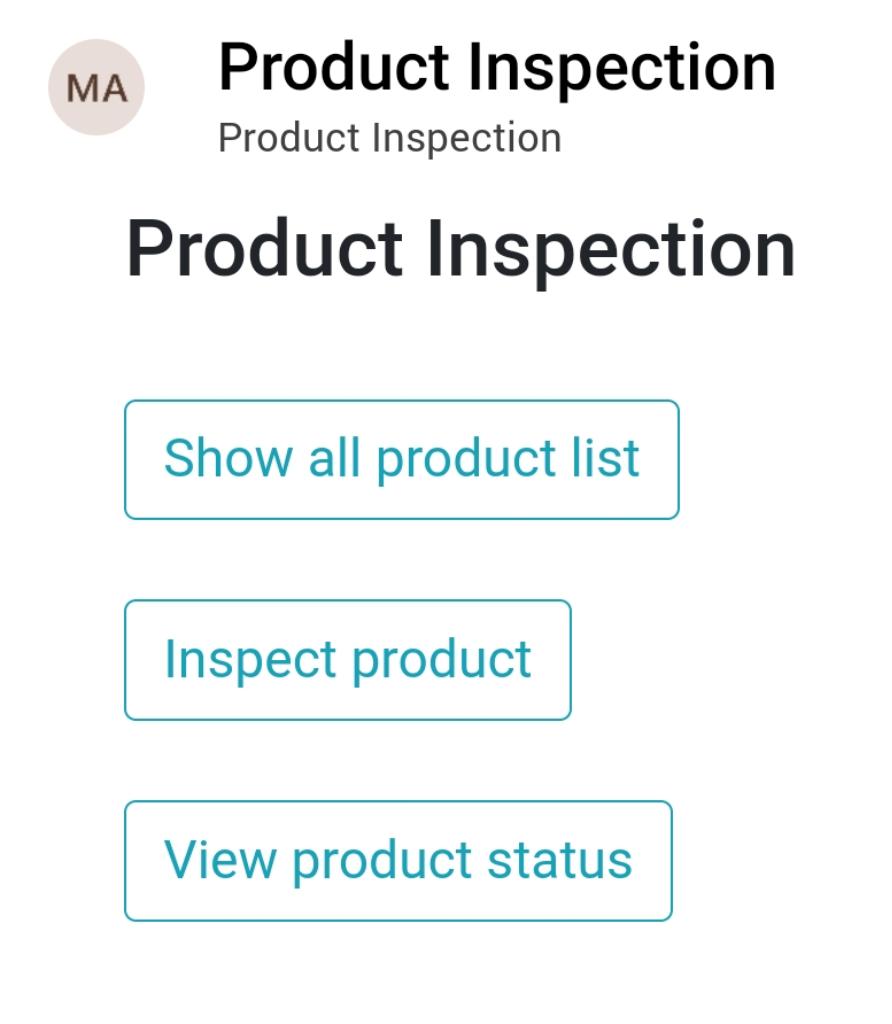 MA
Product Inspection
Product Inspection
Product Inspection
Show all product list
Inspect product
View product status